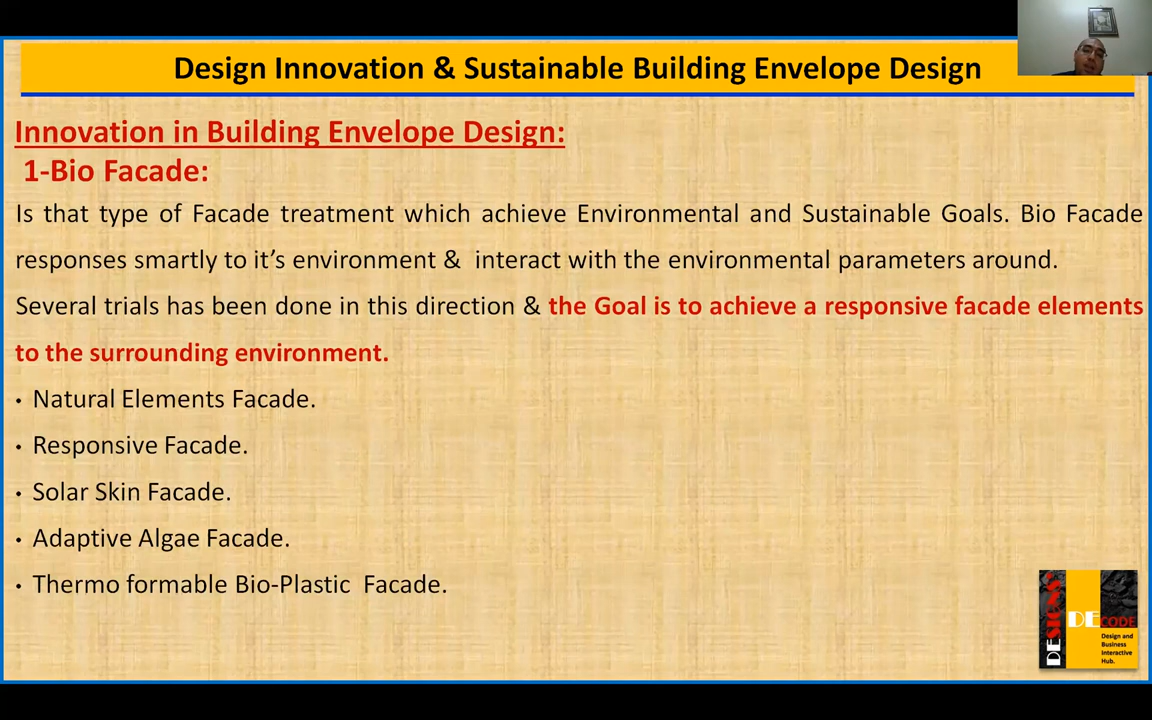 Design Innovation & Sustainable Building Envelope Design
Innovation in Building Envelope Design:
1-Bio Facade:
Is that type of Facade treatment which achieve Environmental and Sustainable Goals. Bio Facade
responses smartly to it’s environment & interact with the environmental parameters around.
Several trials has been done in this direction & the Goal is to achieve a responsive facade elements
to the surrounding environment.
• Natural Elements Facade.
• Responsive Facade.
• Solar Skin Facade.
• Adaptive Algae Facade.
• Thermo formable Bio-Plastic Facade.
DESIGNS
DECODE
Design and
Business
Interactive
Hub.